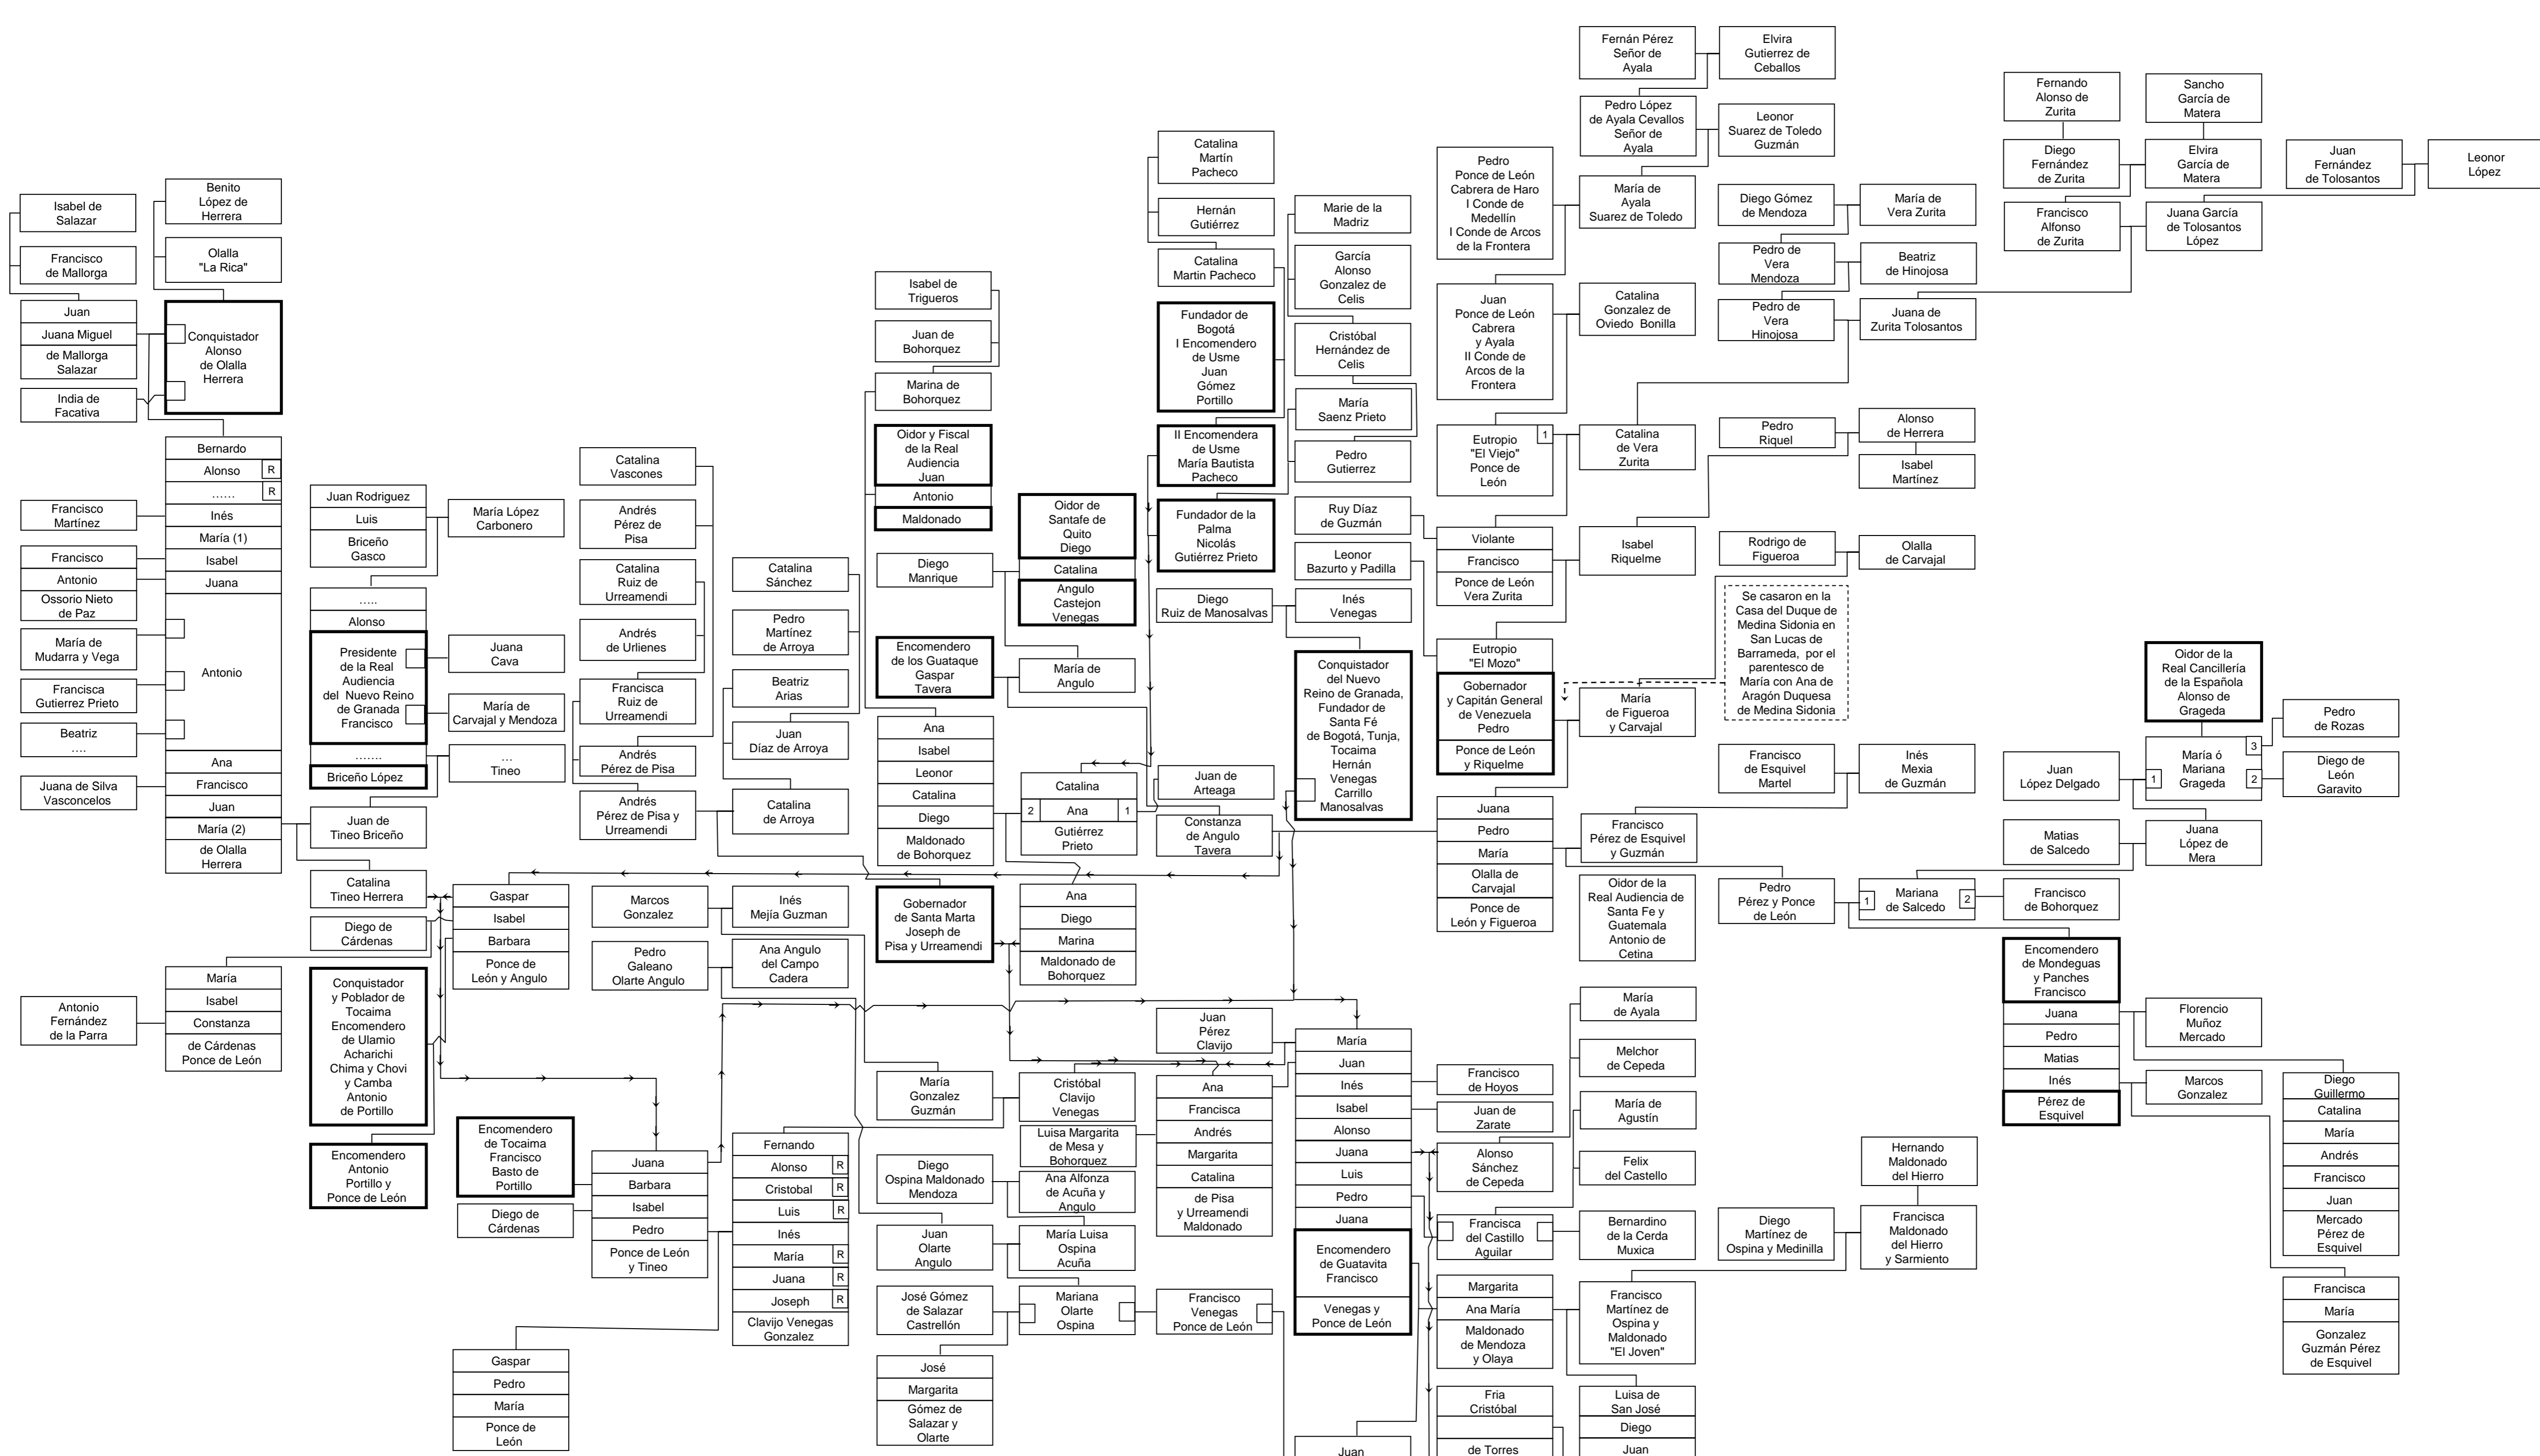 Fernán Pérez
Señor de
Ayala
Elvira
Gutierrez de
Ceballos
Pedro López
de Ayala Cevallos
Señor de
Ayala
Leonor
Suarez de Toledo
Guzmán
Fernando
Alonso de
Zurita
Sancho
García de
Matera
Diego
Fernández
de Zurita
Elvira
García de
Matera
Juan
Fernández
de Tolosantos
Leonor
López
Catalina
Martín
Pacheco
Pedro
Ponce de León
Cabrera de Haro
I Conde de
Medellín
I Conde de Arcos
de la Frontera
María de
Ayala
Suarez de Toledo
Diego Gómez
de Mendoza
María de
Vera Zurita
Francisco
Alfonso
de Zurita
Juana García
de Tolosantos
López
Isabel de
Salazar
Benito
López de
Herrera
Francisco
de Mallorga
Olalla
"La Rica"
Hernán
Gutiérrez
Marie de la
Madriz
Catalina
Martin Pacheco
García
Alonso
Gonzalez de
Celis
Pedro de
Vera
Mendoza
Beatriz
de Hinojosa
Juan
Juana Miguel
de Mallorga
Salazar
India de
Facativa
Conquistador
Alonso
de Olalla
Herrera
Isabel de
Trigueros
Juan de
Bohorquez
Marina de
Bohorquez
Fundador de
Bogotá
I Encomendero
de Usme
Juan
Gómez
Portillo
Cristóbal
Hernández de
Celis
Juan
Ponce de León
Cabrera
y Ayala
II Conde de
Arcos de la
Frontera
Catalina
Gonzalez de
Oviedo Bonilla
Pedro de
Vera
Hinojosa
Juana de
Zurita Tolosantos
María
Saenz Prieto
Pedro
Gutierrez
Bernardo
Alonso
R
......
R
Inés
María (1)
Isabel
Juana
Antonio
Ana
Francisco
Juan
María (2)
de Olalla
Herrera
Francisco
Martínez
Francisco
Antonio
Ossorio Nieto
de Paz
María de
Mudarra y Vega
Francisca
Gutierrez Prieto
Beatriz
....
Juana de Silva
Vasconcelos
Juan Rodriguez
Luis
Briceño
Gasco
María López
Carbonero
.....
Alonso
Presidente
de la Real
Audiencia
del Nuevo Reino
de Granada
Francisco
.......
Briceño López
Juana
Cava
María de
Carvajal y Mendoza
...
Tineo
Juan de
Tineo Briceño
Catalina
Tineo Herrera
Catalina
Vascones
Andrés
Pérez de
Pisa
Catalina
Ruiz de
Urreamendi
Andrés
de Urlienes
Francisca
Ruiz de
Urreamendi
Andrés
Pérez de Pisa
Andrés
Pérez de Pisa y
Urreamendi
Catalina
Sánchez
Pedro
Martínez
de Arroya
Beatriz
Arias
Juan
Díaz de Arroya
Catalina
de Arroya
Oidor y Fiscal
de la Real
Audiencia
Juan
Antonio
Maldonado
Diego
Manrique
Oidor de
Santafe de
Quito
Diego
Catalina
Angulo
Castejon
Venegas
Encomendero
de los Guataque
Gaspar
Tavera
María de
Angulo
Ana
Isabel
Leonor
Catalina
Diego
Maldonado
de Bohorquez
Catalina
2
Ana
1
Gutiérrez
Prieto
II Encomendera
de Usme
María Bautista
Pacheco
Fundador de la
Palma
Nicolás
Gutiérrez Prieto
Diego
Ruiz de Manosalvas
Inés
Venegas
Juan de
Arteaga
Constanza
de Angulo
Tavera
Conquistador
del Nuevo
Reino de Granada,
Fundador de
Santa Fé
de Bogotá, Tunja,
Tocaima
Hernán
Venegas
Carrillo
Manosalvas
Eutropio
"El Viejo"
Ponce de
León
1
Catalina
de Vera
Zurita
Pedro
Riquel
Alonso
de Herrera
Isabel
Martínez
Ruy Díaz
de Guzmán
Leonor
Bazurto y Padilla
Violante
Francisco
Ponce de León
Vera Zurita
Isabel
Riquelme
Rodrigo de
Figueroa
Olalla
de Carvajal
Se casaron en la
Casa del Duque de
Medina Sidonia en
San Lucas de
Barrameda, por el
parentesco de
María con Ana de
Aragón Duquesa
de Medina Sidonia
Eutropio
"El Mozo"
Gobernador
y Capitán General
de Venezuela
Pedro
Ponce de León
y Riquelme
María
de Figueroa
y Carvajal
Oidor de la
Real Cancillería
de la Española
Alonso de
Grageda
Pedro
de Rozas
Francisco
de Esquivel
Martel
Inés
Mexia
de Guzmán
Juan
López Delgado
María ó
Mariana
Grageda
3
1
2
Diego de
León
Garavito
Juana
Pedro
María
Olalla de
Carvajal
Ponce de
León y Figueroa
Francisco
Pérez de Esquivel
y Guzmán
Matias
de Salcedo
Juana
López de
Mera
Oidor de la
Real Audiencia de
Santa Fe y
Guatemala
Antonio de
Cetina
Pedro
Pérez y Ponce
de León
1
Mariana
de Salcedo
2
Francisco
de Bohorquez
Gaspar
Isabel
Barbara
Ponce de
León y Angulo
Diego de
Cárdenas
Marcos
Gonzalez
Inés
Mejía Guzman
Pedro
Galeano
Olarte Angulo
Ana Angulo
del Campo
Cadera
Gobernador
de Santa Marta
Joseph de
Pisa y Urreamendi
Ana
Diego
Marina
Maldonado de
Bohorquez
Encomendero
de Mondeguas
y Panches
Francisco
Juana
Pedro
Matias
Inés
Pérez de
Esquivel
Florencio
Muñoz
Mercado
Marcos
Gonzalez
Diego
Guillermo
Catalina
María
Andrés
Francisco
Juan
Mercado
Pérez de
Esquivel
Francisca
María
Gonzalez
Guzmán Pérez
de Esquivel
Antonio
Fernández
de la Parra
María
Isabel
Constanza
de Cárdenas
Ponce de León
Conquistador
y Poblador de
Tocaima
Encomendero
de Ulamio
Acharichi
Chima y Chovi
y Camba
Antonio
de Portillo
Encomendero
Antonio
Portillo y
Ponce de León
Encomendero
de Tocaima
Francisco
Basto de
Portillo
Diego de
Cárdenas
Juana
Barbara
Isabel
Pedro
Ponce de León
y Tineo
Fernando
Alonso
R
Cristobal
R
Luis
R
Inés
María
R
Juana
R
Joseph
R
Clavijo Venegas
Gonzalez
Gaspar
Pedro
María
Ponce de
León
María
Gonzalez
Guzmán
Cristóbal
Clavijo
Venegas
Juan
Pérez
Clavijo
Luisa Margarita
de Mesa y
Bohorquez
Diego
Ospina Maldonado
Mendoza
Ana Alfonza
de Acuña y
Angulo
Juan
Olarte
Angulo
María Luisa
Ospina
Acuña
José Gómez
de Salazar
Castrellón
Mariana
Olarte
Ospina
Francisco
Venegas
Ponce de León
José
Margarita
Gómez de
Salazar y
Olarte
Ana
Francisca
Andrés
Margarita
Catalina
de Pisa
y Urreamendi
Maldonado
María
Juan
Inés
Isabel
Alonso
Juana
Luis
Pedro
Juana
Encomendero
de Guatavita
Francisco
Venegas y
Ponce de León
Francisco
de Hoyos
Juan de
Zarate
Alonso
Sánchez
de Cepeda
María
de Ayala
Melchor
de Cepeda
María de
Agustín
Felix
del Castello
Francisca
del Castillo
Aguilar
Bernardino
de la Cerda
Muxica
Diego
Martínez de
Ospina y Medinilla
Hernando
Maldonado
del Hierro
Francisca
Maldonado
del Hierro
y Sarmiento
Margarita
Ana María
Maldonado
de Mendoza
y Olaya
Francisco
Martínez de
Ospina y
Maldonado
"El Joven"
Juan
Fria
Cristóbal
de Torres
Luisa de
San José
Diego
Juan